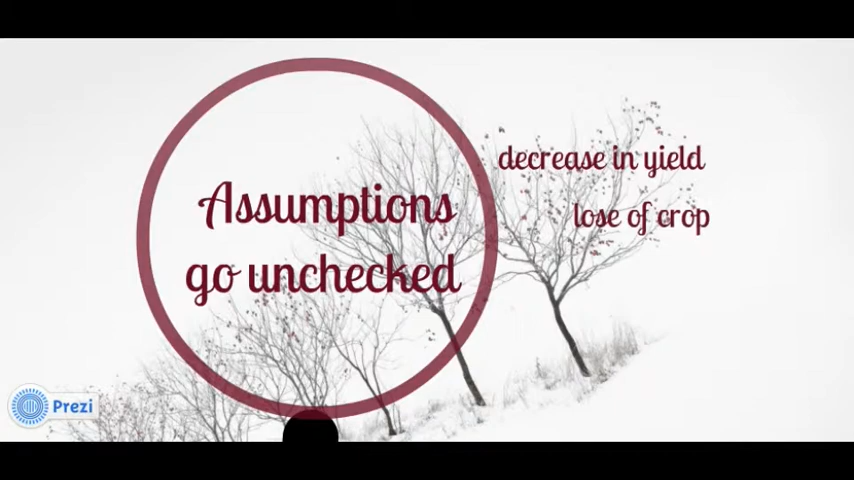 Assumptions
go unchecked
decrease in yield
lose of crop
Prezi